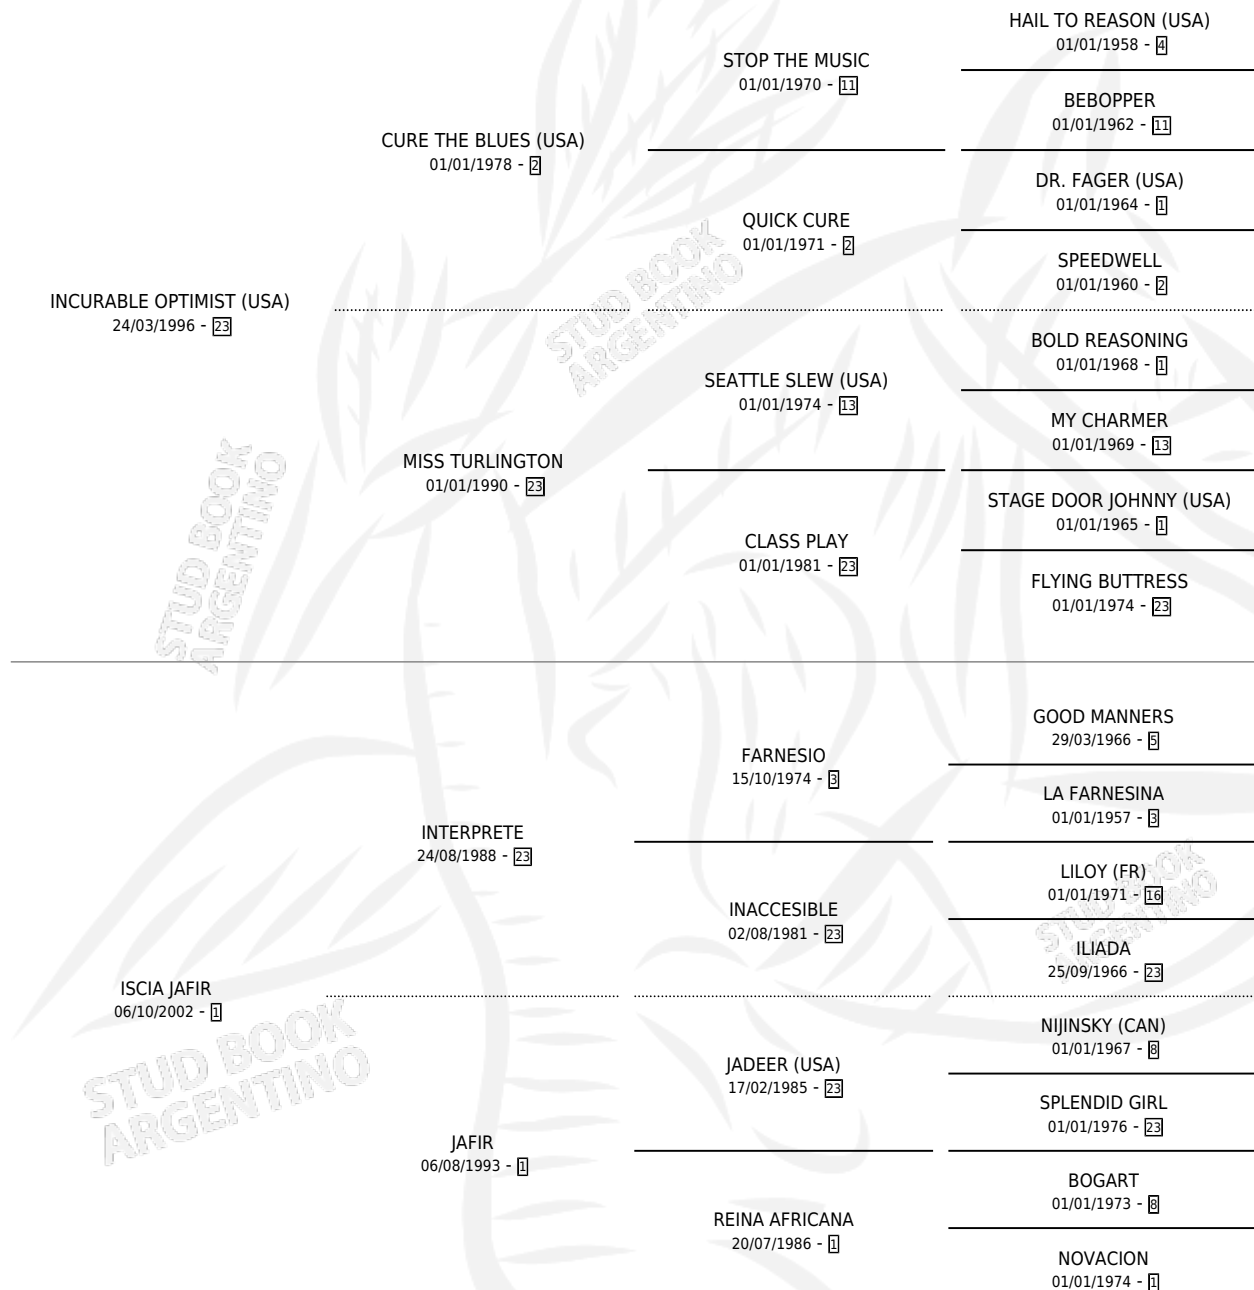 HAIL TO REASON (USA)
01/01/1958 - 4
STOP THE MUSIC
01/01/1970 - 11
BEBOPPER
01/01/1962 - 11
CURE THE BLUES (USA)
01/01/1978 - 2
DR. FAGER (USA)
01/01/1964 - 1
QUICK CURE
01/01/1971 - 2
SPEEDWELL
01/01/1960 - 2
INCURABLE OPTIMIST (USA)
24/03/1996 - 23
BOLD REASONING
01/01/1968 - 1
SEATTLE SLEW (USA)
01/01/1974 - 13
MY CHARMER
01/01/1969 - 13
MISS TURLINGTON
01/01/1990 - 23
STAGE DOOR JOHNNY (USA)
01/01/1965 - 1
CLASS PLAY
01/01/1981 - 23
FLYING BUTTRESS
01/01/1974 - 23
GOOD MANNERS
29/03/1966 - 5
FARNESIO
15/10/1974 - 3
LA FARNESINA
01/01/1957 - 3
INTERPRETE
24/08/1988 - 23
LILOY (FR)
01/01/1971 - 16
INACCESIBLE
02/08/1981 - 23
ILIADA
25/09/1966 - 23
ISCIA JAFIR
06/10/2002 - 1
NIJINSKY (CAN)
01/01/1967 - 8
JADEER (USA)
17/02/1985 - 23
SPLENDID GIRL
01/01/1976 - 23
JAFIR
06/08/1993 - 1
BOGART
01/01/1973 - 8
REINA AFRICANA
20/07/1986 - 1
NOVACION
01/01/1974 - 1
STUD BOOK
ARGENTINO
STUD BOOK
ARGENTINO
STUD BOOK
ARGENTINO
STUD BOOK
ARGENTINO